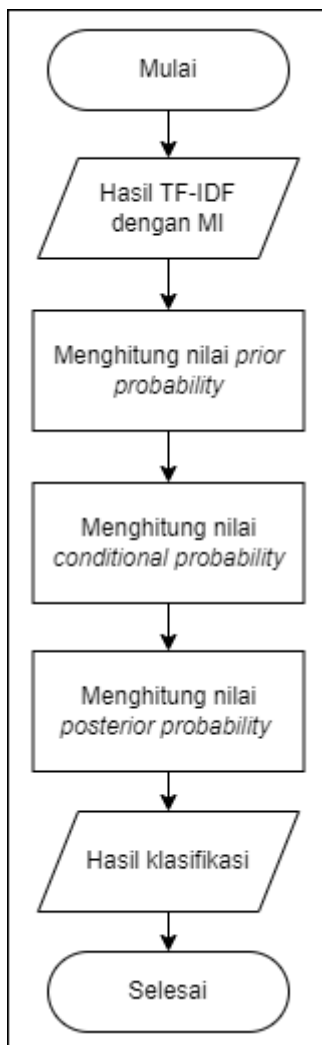 Mulai
Hasil TF-IDF
dengan MI
Menghitung nilai prior
probability
Menghitung nilai
conditional probability
Menghitung nilai
posterior probability
Hasil klasifikasi
Selesai